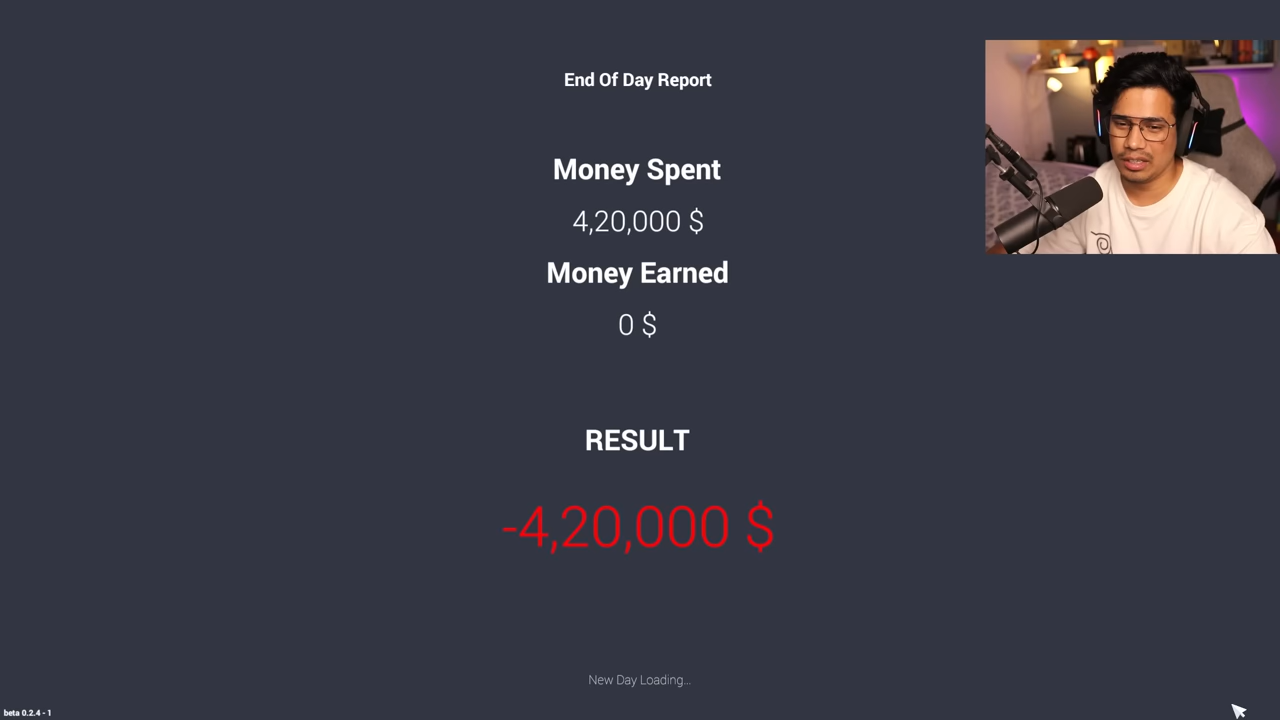 End Of Day Report
Money Spent
4,20,000 $
Money Earned
0 $
RESULT
-4,20,000 $
New Day Loading...
beta 0.2.4 - 1